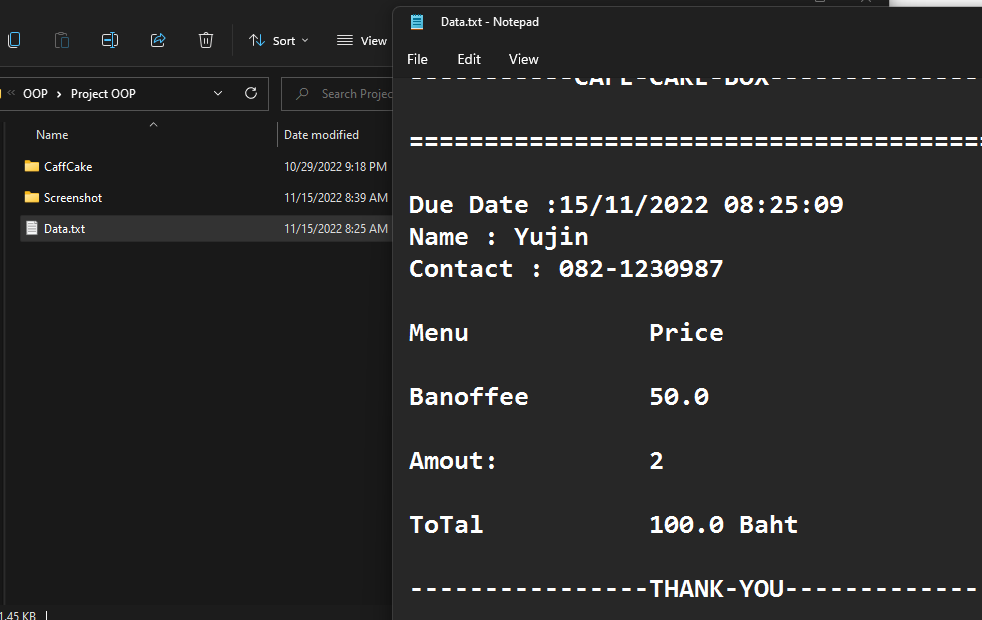 Sort
View
OOP > Project OOP
Search Projec
Name Date modified
CaffCake 10/29/2022 9:18 PM
Screenshot 11/15/2022 8:39 AM
Data.txt 11/15/2022 8:25 AM
1.45 KB
Data.txt - Notepad
File Edit View
-----------CAFE-CAKE-BOX--------------
======================================
Due Date :15/11/2022 08:25:09
Name : Yujin
Contact : 082-1230987
Menu Price
Banoffee 50.0
Amout: 2
ToTal 100.0 Baht
----------------THANK-YOU-------------